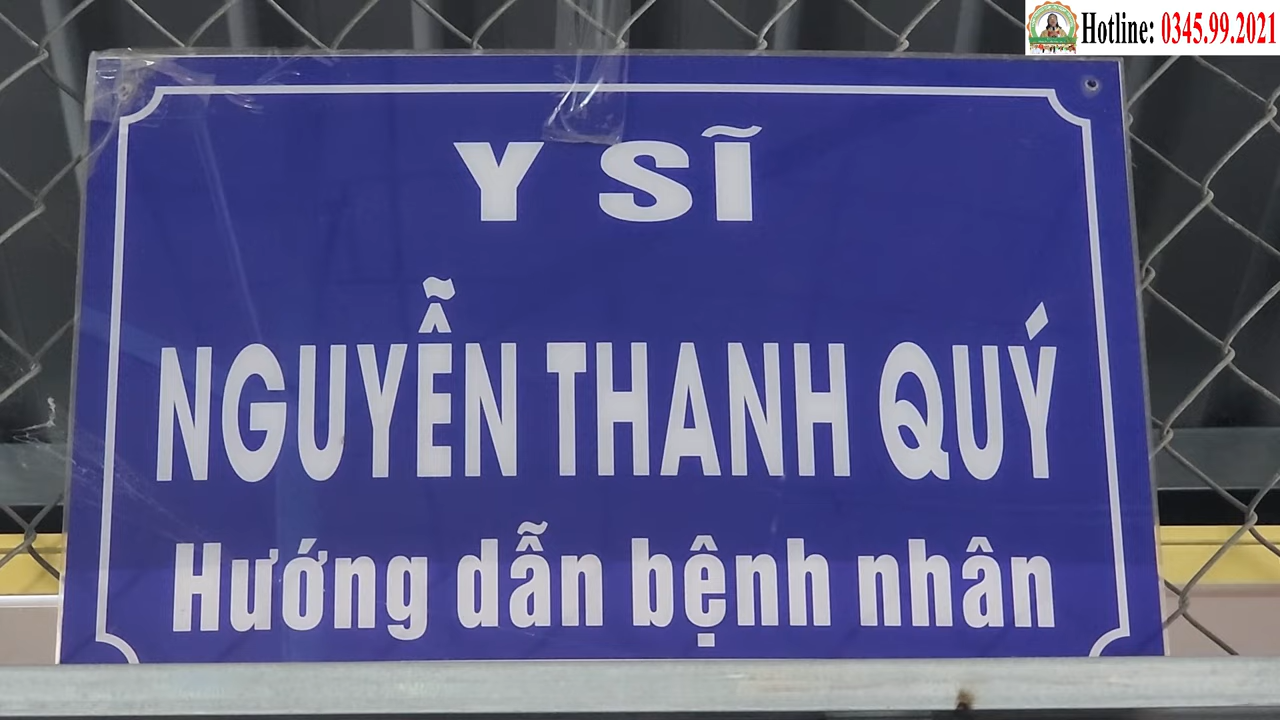 Hotline: 0345.99.2021
Y SĨ
NGUYỄN THANH QUÝ
Hướng dẫn bệnh nhân